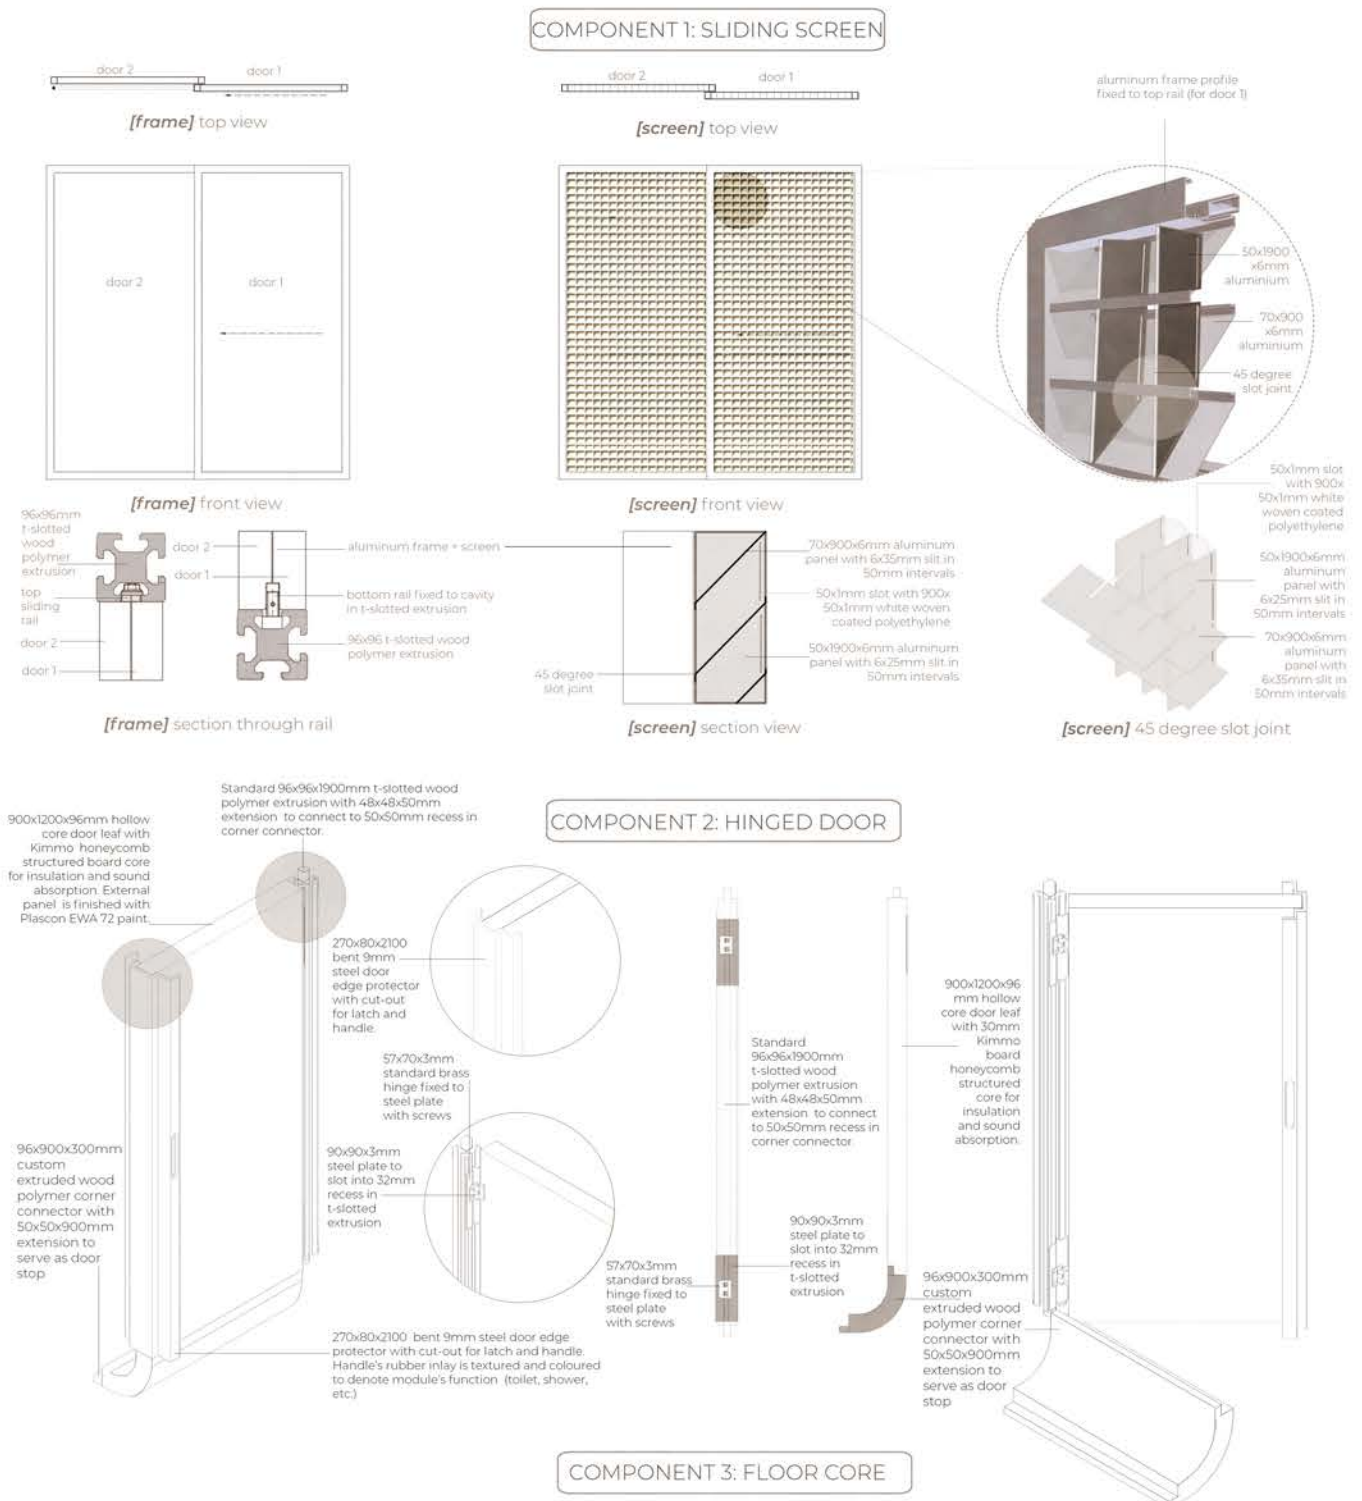 COMPONENT 1: SLIDING SCREEN
door 2
door 1
[frame] top view
door 2
door 1
[screen] top view
aluminum frame profile
fixed to top rail (for door 1)
door 2
door 1
[frame] front view
[screen] front view
50x1900
x6mm
aluminium
70x900
x6mm
aluminium
45 degree
slot joint
96x96mm
t-slotted
wood
polymer
extrusion
top
sliding
rail
door 2
door 1
door 2
door 1
aluminum frame + screen
bottom rail fixed to cavity
in t-slotted extrusion
96x96 t-slotted wood
polymer extrusion
[frame] section through rail
70x900x6mm aluminum
panel with 6x35mm slit in
50mm intervals
50x1mm slot with 900x
50x1mm white woven
coated polyethylene
50x1900x6mm aluminum
panel with 6x25mm slit in
50mm intervals
45 degree
slot joint
[screen] section view
50x1mm slot
with 900x
50x1mm white
woven coated
polyethylene
50x1900x6mm
aluminum
panel with
6x25mm slit in
50mm intervals
70x900x6mm
aluminum
panel with
6x35mm slit in
50mm intervals
[screen] 45 degree slot joint
COMPONENT 2: HINGED DOOR
900x1200x96mm hollow
core door leaf with
Kimmo honeycomb
structured board core
for insulation and sound
absorption. External
panel is finished with
Plascon EWA 72 paint.
Standard 96x96x1900mm t-slotted wood
polymer extrusion with 48x48x50mm
extension to connect to 50x50mm recess in
corner connector.
270x80x2100
bent 9mm
steel door
edge protector
with cut-out
for latch and
handle.
57x70x3mm
standard brass
hinge fixed to
steel plate
with screws
90x90x3mm
steel plate to
slot into 32mm
recess in
t-slotted
extrusion
96x900x300mm
custom
extruded wood
polymer corner
connector with
50x50x900mm
extension to
serve as door
stop
270x80x2100 bent 9mm steel door edge
protector with cut-out for latch and handle.
Handle's rubber inlay is textured and coloured
to denote module's function (toilet, shower,
etc.)
Standard
96x96x1900mm
t-slotted wood
polymer extrusion
with 48x48x50mm
extension to connect
to 50x50mm recess in
corner connector
57x70x3mm
standard brass
hinge fixed to
steel plate
with screws
90x90x3mm
steel plate to
slot into 32mm
recess in
t-slotted
extrusion
900x1200x96
mm hollow
core door leaf
with 30mm
Kimmo
board
honeycomb
structured
core for
insulation
and sound
absorption.
96x900x300mm
custom
extruded wood
polymer corner
connector with
50x50x900mm
extension to
serve as door
stop
COMPONENT 3: FLOOR CORE